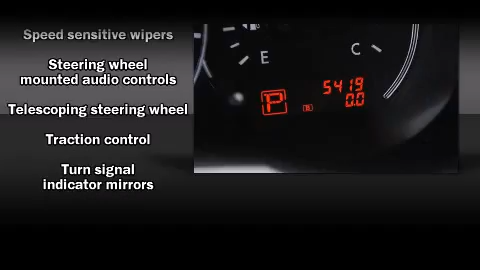 Speed sensitive wipers
Steering wheel
mounted audio controls
Telescoping steering wheel
Traction control
Turn signal
indicator mirrors
E
C
P
5419
0.0